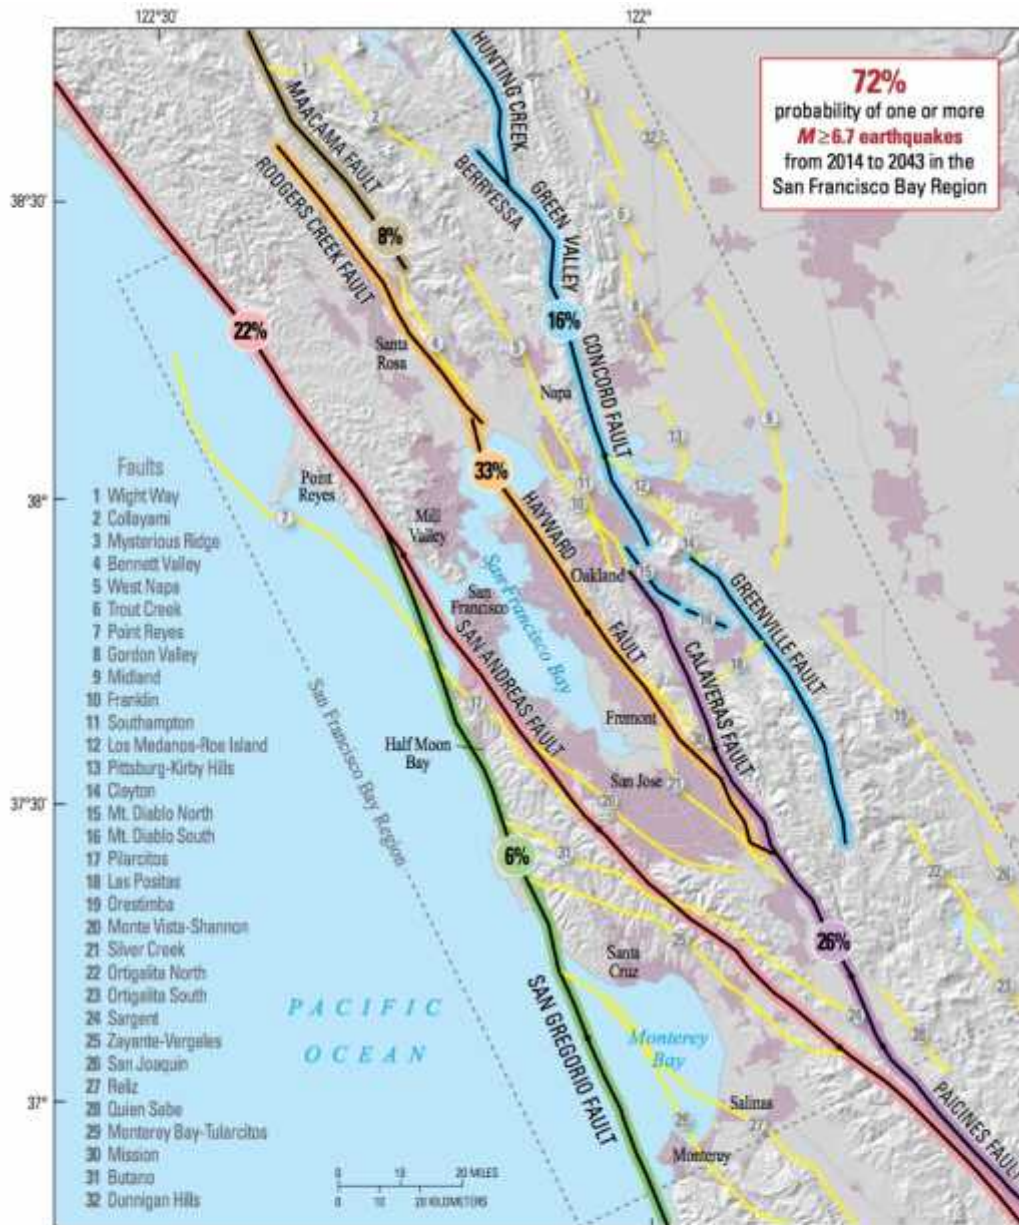 122°30'
122°
72%
probability of one or more
M ≥6.7 earthquakes
from 2014 to 2043 in the
San Francisco Bay Region
HUNTING CREEK
MAACAMA FAULT
RODGERS CREEK FAULT
BERRYESSA
GREEN VALLEY
38°30'
8%
22%
16%
CONCORD FAULT
Santa
Rosa
Napa
33%
Point
Reyes
38°
Mill
Valley
HAYWARD
FAULT
Oakland
San
Francisco
San Francisco Bay
GREENVILLE FAULT
CALAVERAS FAULT
SAN ANDREAS FAULT
Fremont
Half Moon
Bay
San Jose
37°30'
San Francisco Bay Region
6%
26%
Santa
Cruz
SAN GREGORIO FAULT
PACIFIC
OCEAN
Monterey
Bay
Salinas
Monterey
PAICINES FAULT
37°
Faults
1 Wight Way
2 Collayami
3 Mysterious Ridge
4 Bennett Valley
5 West Napa
6 Trout Creek
7 Point Reyes
8 Gordon Valley
9 Midland
10 Franklin
11 Southampton
12 Los Medanos-Roe Island
13 Pittsburg-Kirby Hills
14 Clayton
15 Mt. Diablo North
16 Mt. Diablo South
17 Pilarcitos
18 Las Positas
19 Orestimba
20 Monte Vista-Shannon
21 Silver Creek
22 Ortigalita North
23 Ortigalita South
24 Sargent
25 Zayante-Vergales
26 San Joaquin
27 Reliz
28 Quien Sabe
29 Monterey Bay-Tularcitos
30 Mission
31 Butano
32 Dunnigan Hills
0 10 20 MILES
0 10 20 KILOMETERS